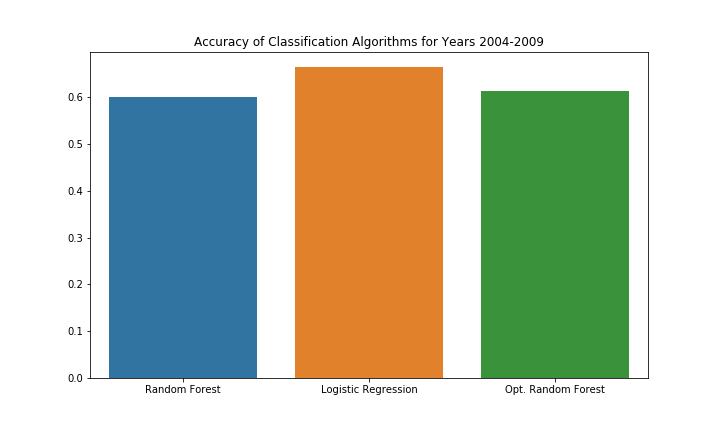 Accuracy of Classification Algorithms for Years 2004-2009
0.6
0.5
0.4
0.3
0.2
0.1
0.0
Random Forest
Logistic Regression
Opt. Random Forest